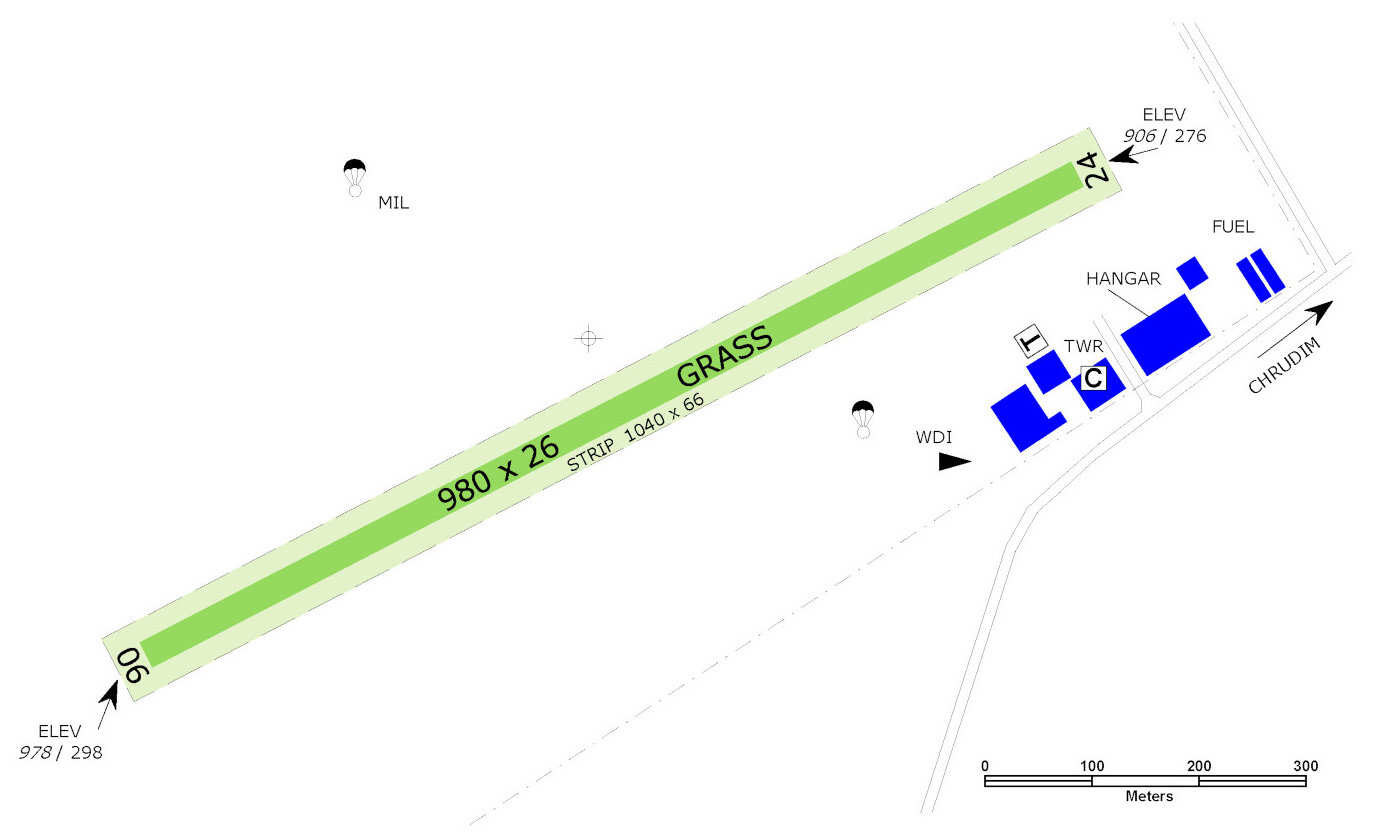 ELEV
906 / 276
24
MIL
FUEL
HANGAR
GRASS
T
TWR
C
CHRUDIM
STRIP 1040 x 66
980 x 26
WDI
06
ELEV
978 / 298
0 100 200 300
Meters